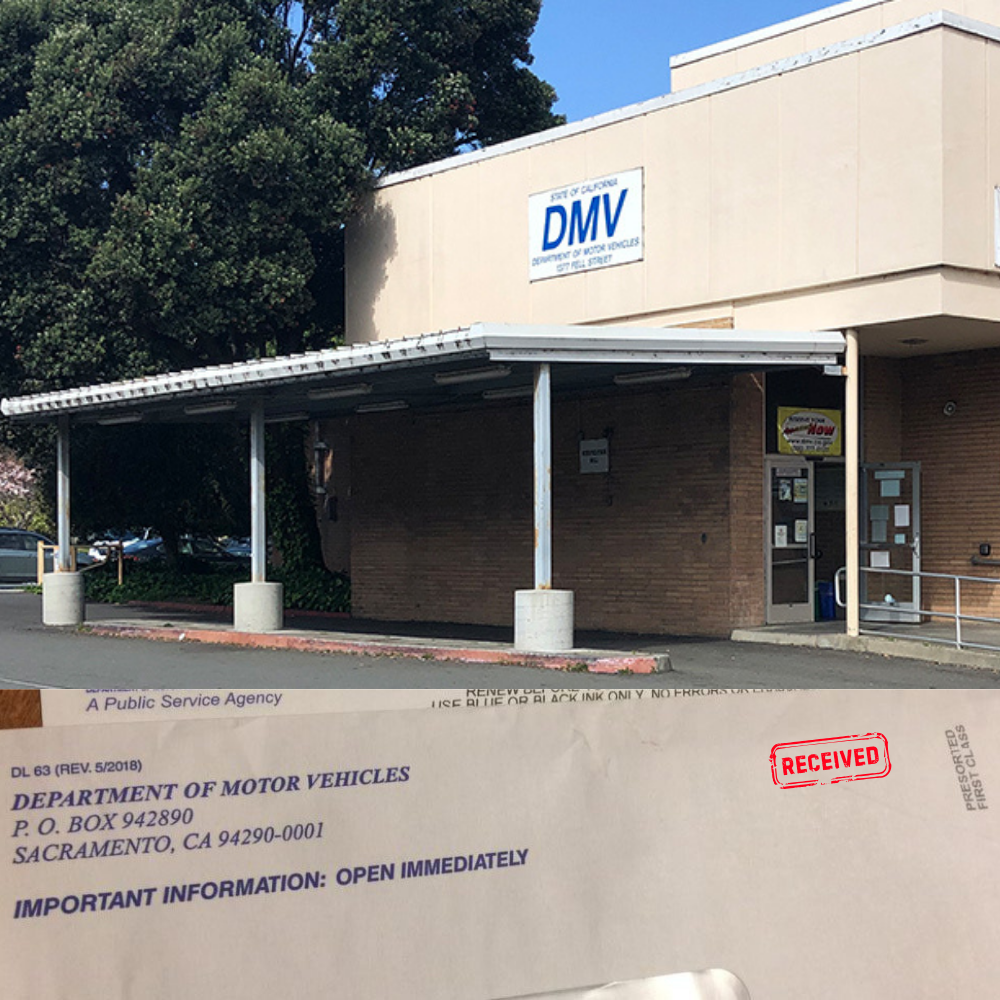 STATE OF CALIFORNIA
DMV
DEPARTMENT OF MOTOR VEHICLES
1377 FELL STREET
NOW
A Public Service Agency
USE BLUE OR BLACK INK ONLY. NO ERRORS OR
DL 63 (REV. 5/2018)
DEPARTMENT OF MOTOR VEHICLES
P. O. BOX 942890
SACRAMENTO, CA 94290-0001
IMPORTANT INFORMATION: OPEN IMMEDIATELY
RECEIVED
PRESORTED
FIRST CLASS